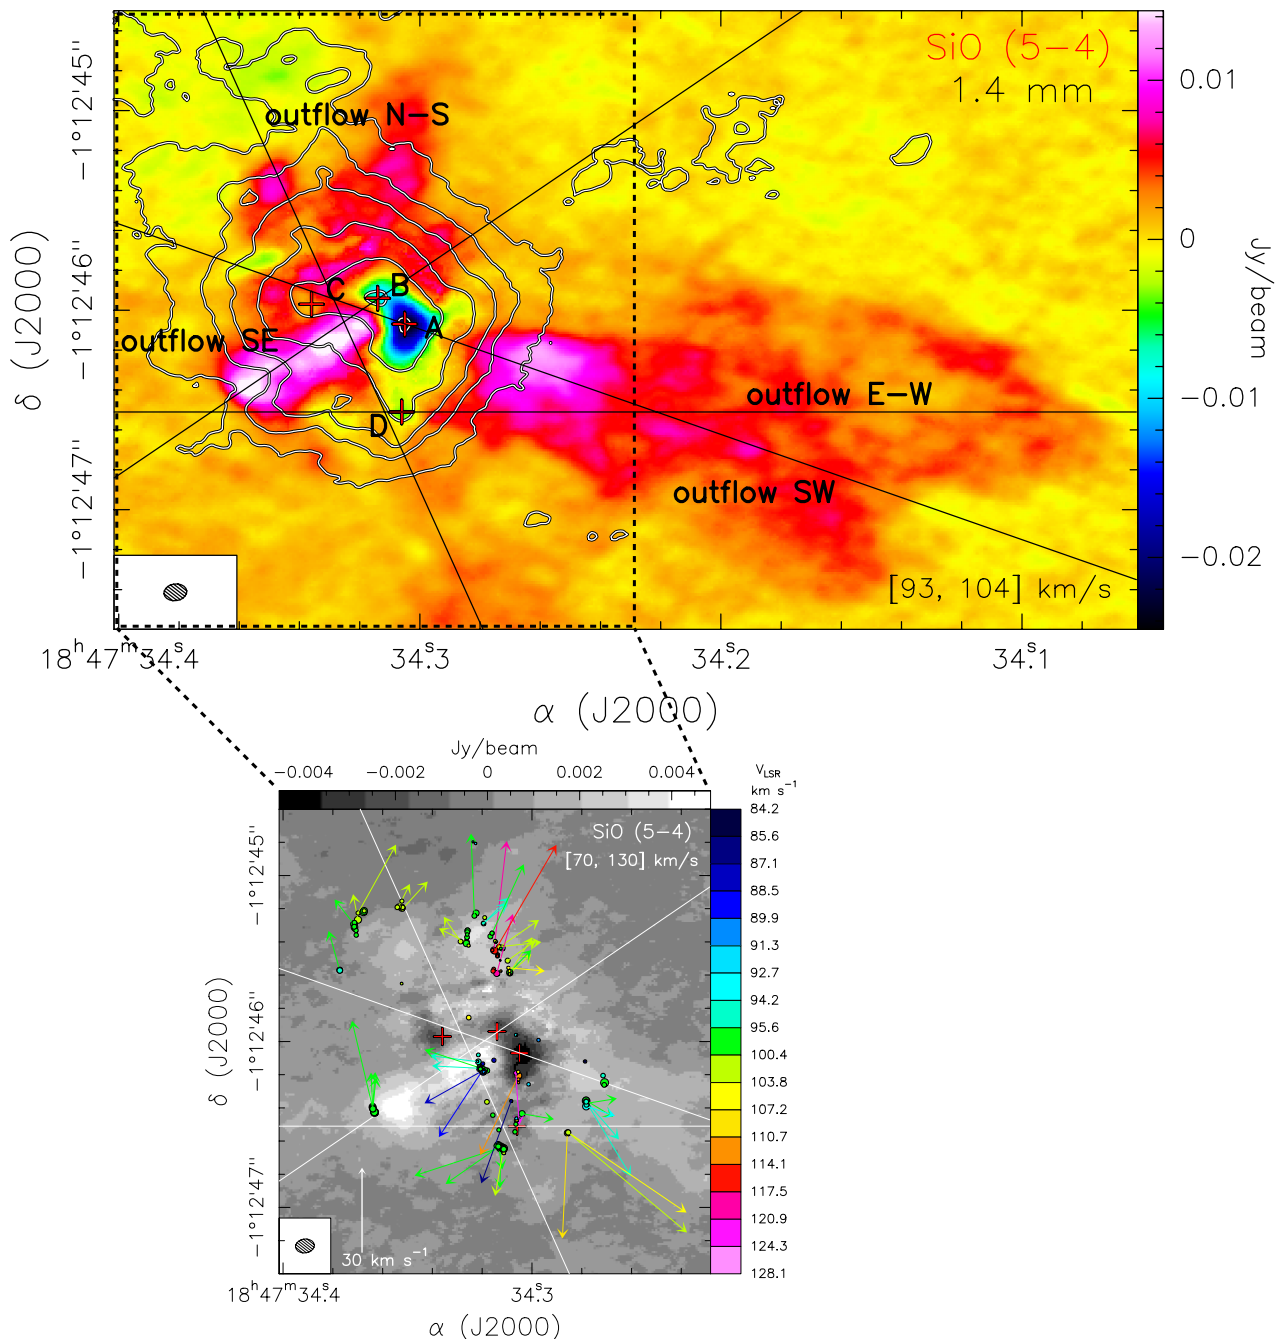 SiO (5−4)
1.4 mm
outflow N−S
C
B
A
outflow SE
D
outflow E−W
outflow SW
[93, 104] km/s
−1°12'45"
−1°12'46"
−1°12'47"
δ (J2000)
18ʰ47ᵐ34ˢ.4
34ˢ.3
34ˢ.2
34ˢ.1
α (J2000)
0.01
0
−0.01
−0.02
Jy/beam
Jy/beam
−0.004
−0.002
0
0.002
0.004
V_LSR
km s⁻¹
84.2
85.6
87.1
88.5
89.9
91.3
92.7
94.2
95.6
100.4
103.8
107.2
110.7
114.1
117.5
120.9
124.3
128.1
SiO (5−4)
[70, 130] km/s
−1°12'45"
−1°12'46"
−1°12'47"
δ (J2000)
30 km s⁻¹
18ʰ47ᵐ34ˢ.4
34ˢ.3
α (J2000)